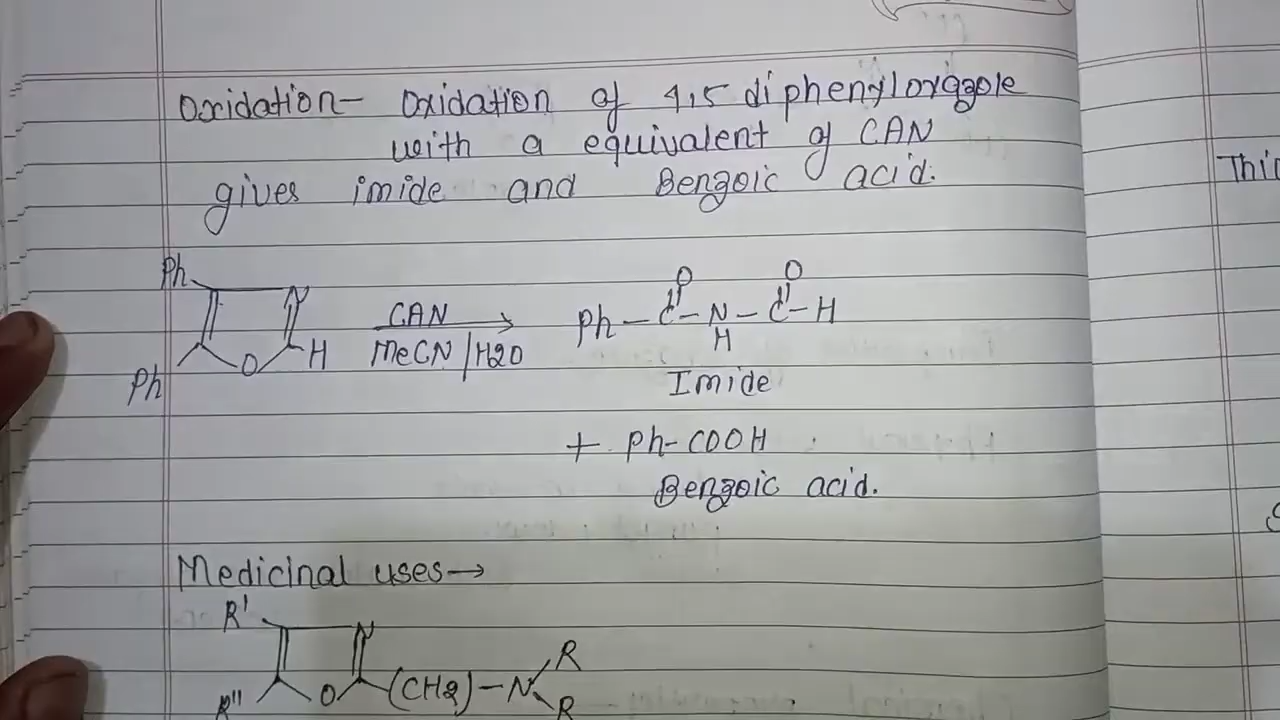 Oxidation- Oxidation of 4,5 diphenyloxazole
with a equivalent of CAN
gives imide and Benzoic acid.
Ph
N
CAN
O O
Ph-C-N-C-H
H
O H
MeCN/H2O
Ph
Imide
+ Ph-COOH
Benzoic acid.
Medicinal uses→
R'
N
R
R"
O
(CH2)-N
R
Thi